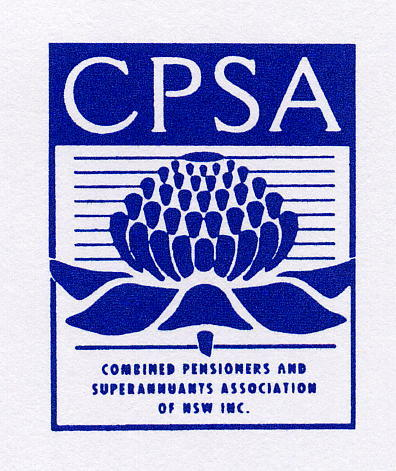 CPSA
COMBINED PENSIONERS AND
SUPERANNUANTS ASSOCIATION
OF NSW INC.